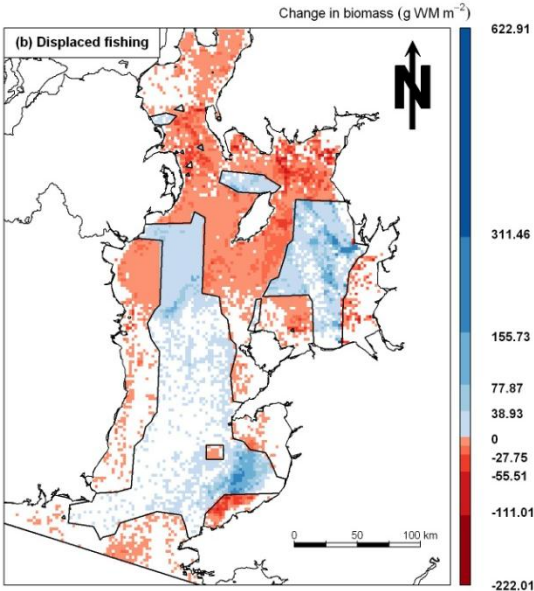 Change in biomass (g WM m−2)
(b) Displaced fishing
N
622.91
311.46
155.73
77.87
38.93
0
-27.75
-55.51
-111.01
-222.01
0 50 100 km